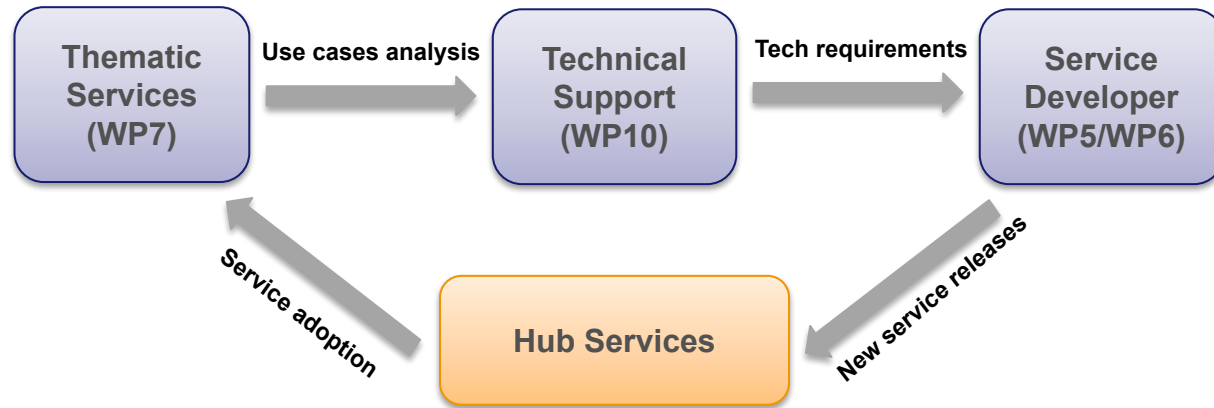 Thematic
Services
(WP7)
Use cases analysis
Technical
Support
(WP10)
Tech requirements
Service
Developer
(WP5/WP6)
Service adoption
Hub Services
New service releases